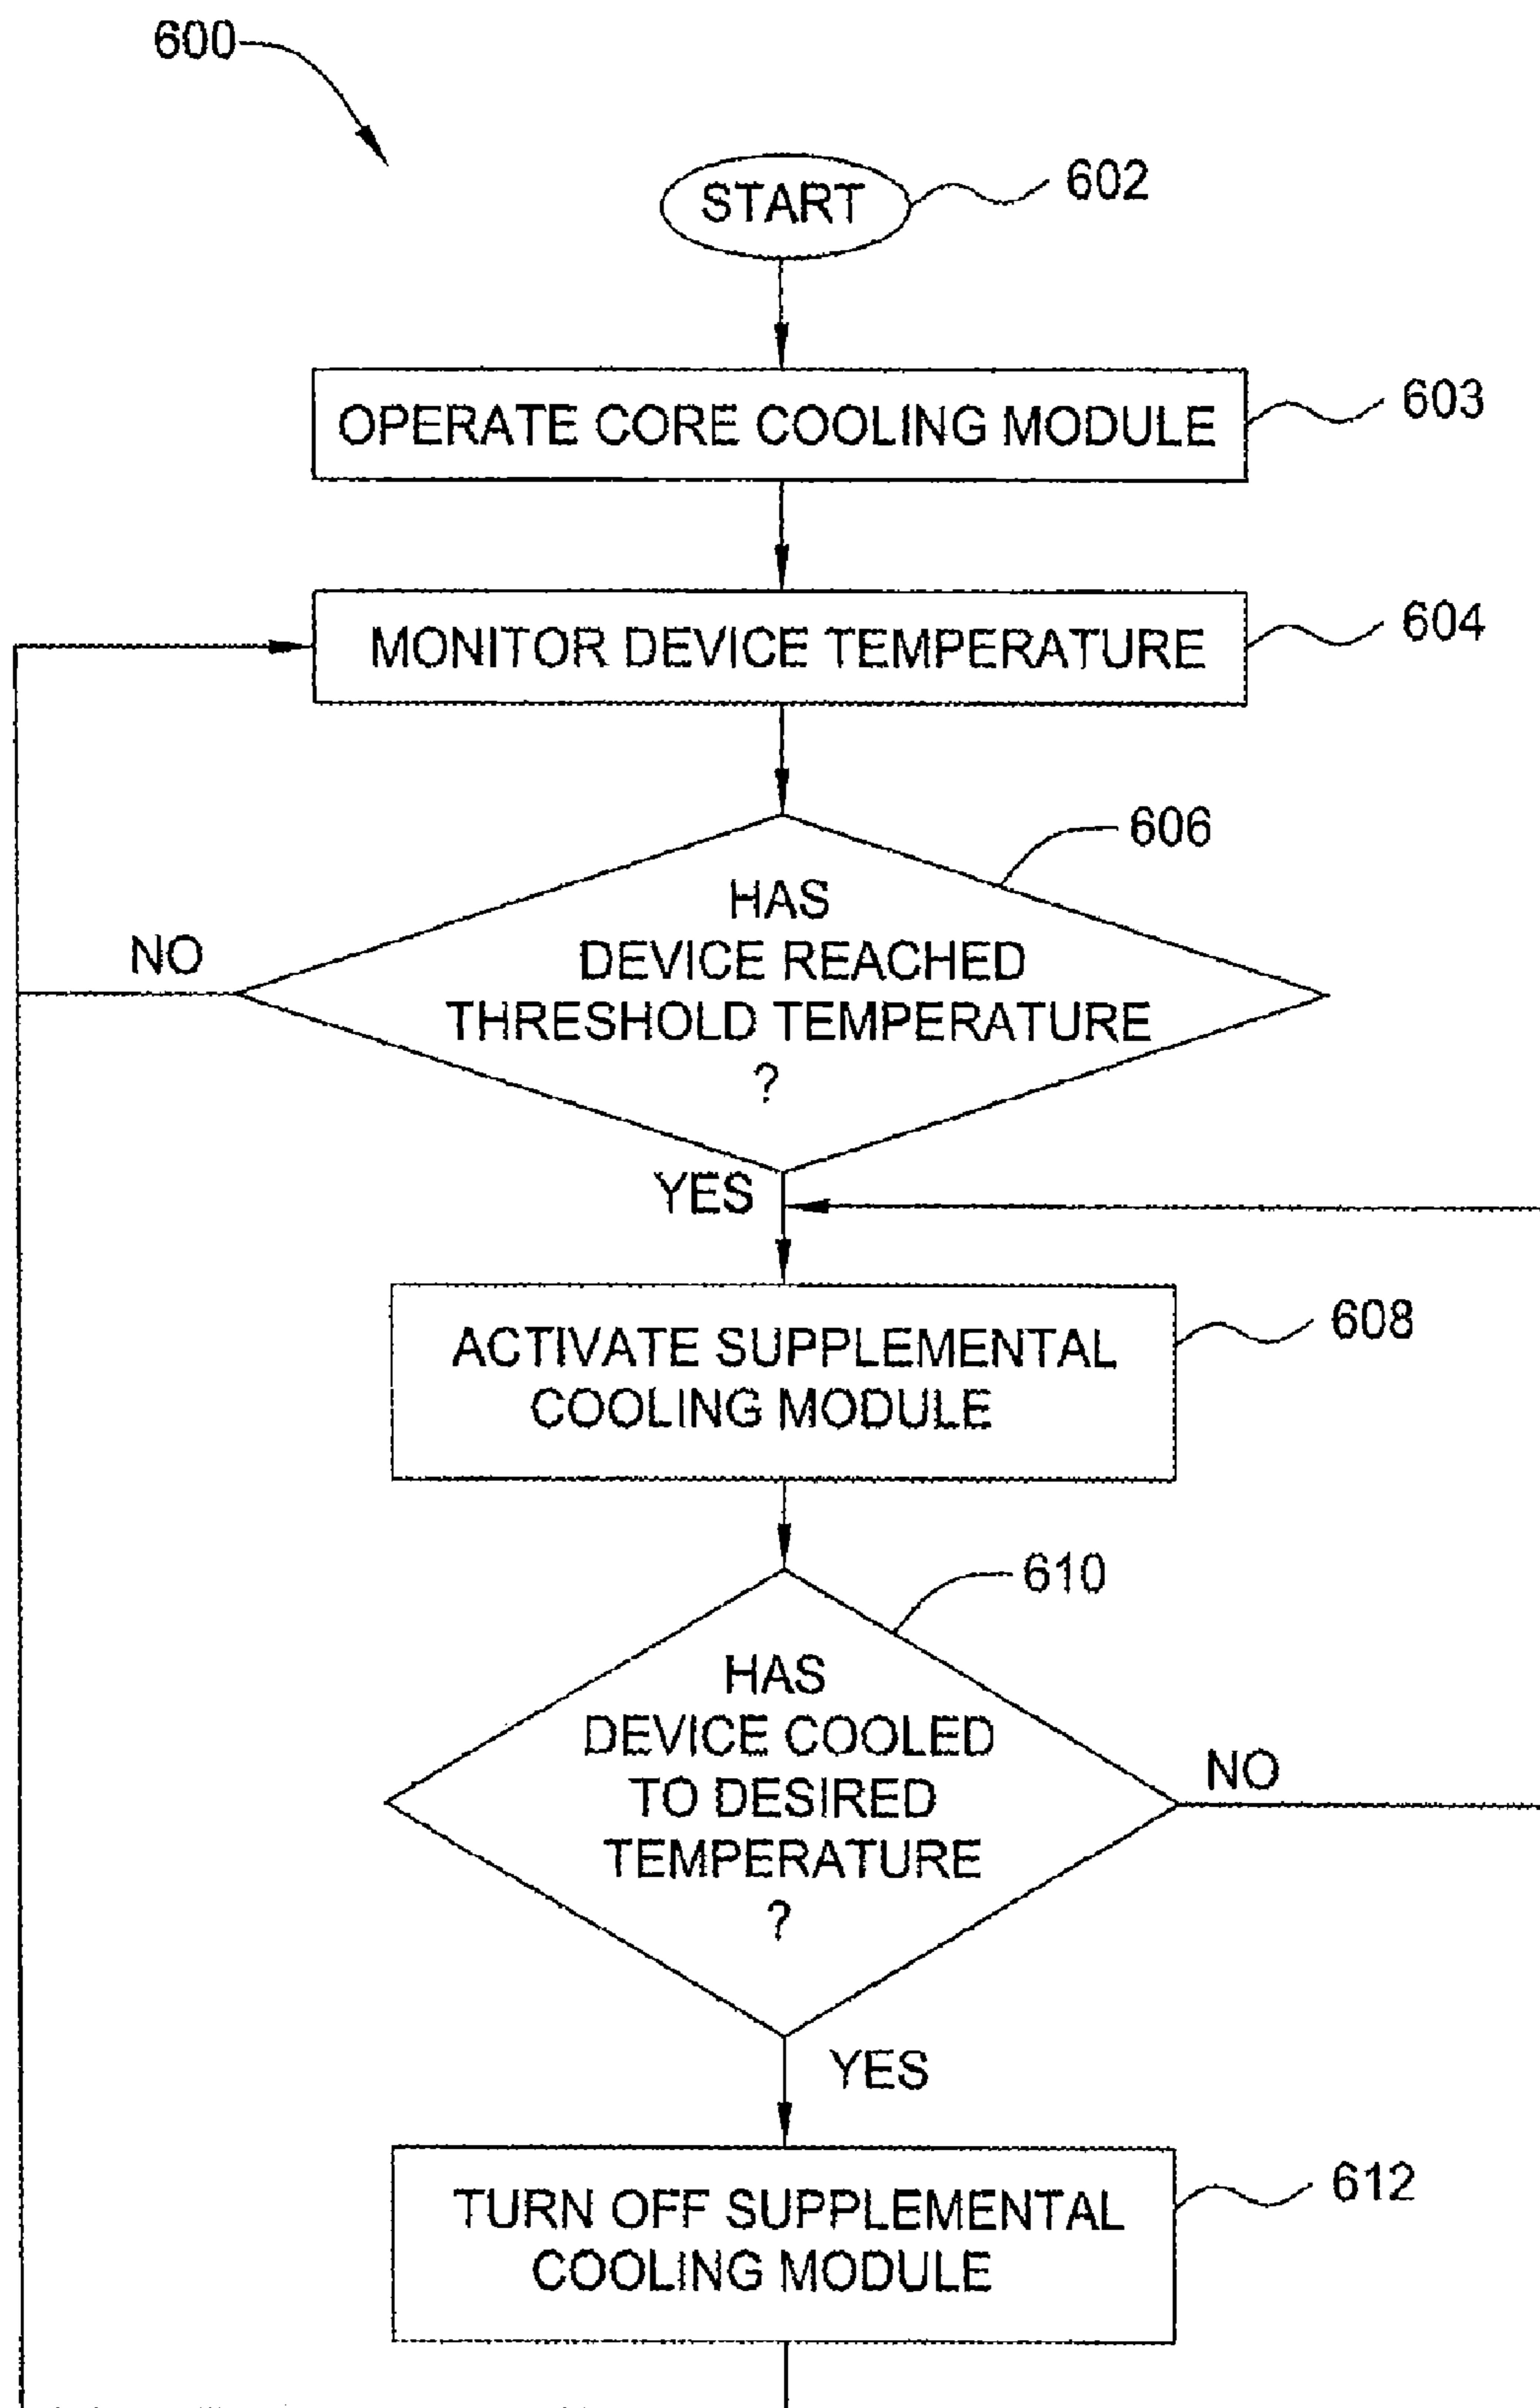 600
START
602
OPERATE CORE COOLING MODULE
603
MONITOR DEVICE TEMPERATURE
604
606
HAS
DEVICE REACHED
THRESHOLD TEMPERATURE
?
NO
YES
ACTIVATE SUPPLEMENTAL
COOLING MODULE
608
610
HAS
DEVICE COOLED
TO DESIRED
TEMPERATURE
?
NO
YES
TURN OFF SUPPLEMENTAL
COOLING MODULE
612